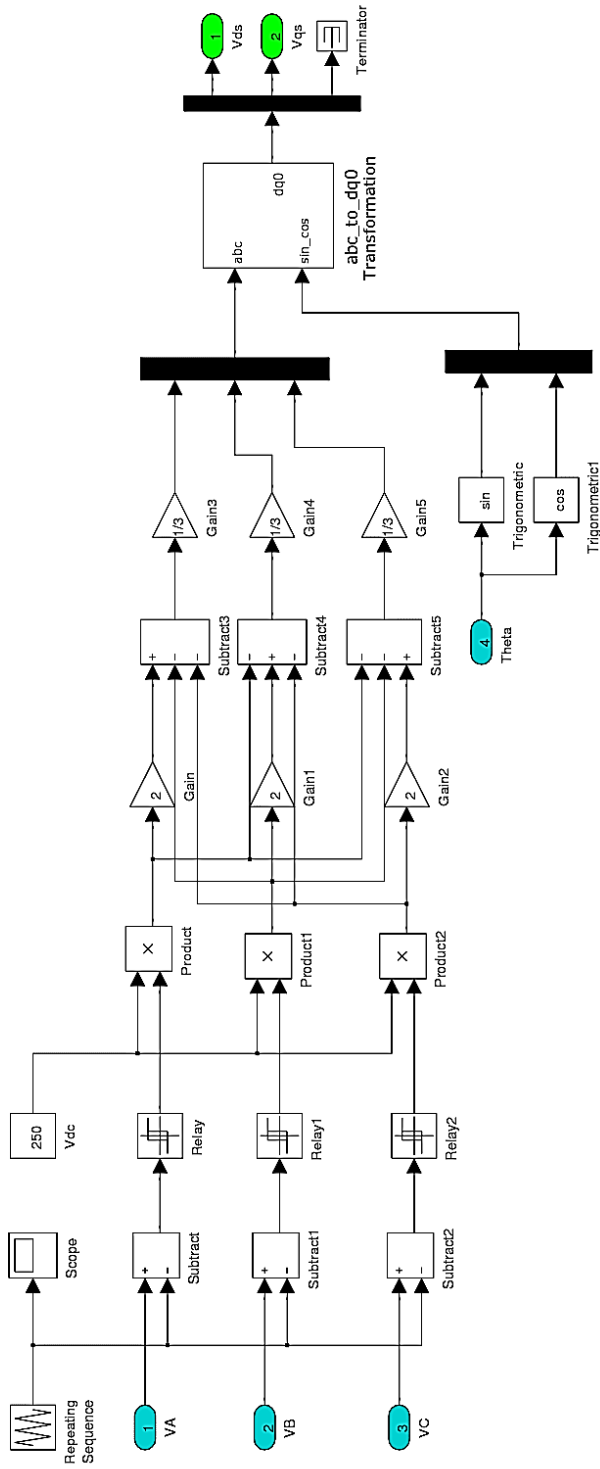 Repeating
Sequence
Scope
250
Vdc
1
VA
+
-
Subtract
Relay
×
Product
2
Gain
+
-
-
Subtract3
1/3
Gain3
2
VB
+
-
Subtract1
Relay1
×
Product1
2
Gain1
-
+
-
Subtract4
1/3
Gain4
3
VC
+
-
Subtract2
Relay2
×
Product2
2
Gain2
-
-
+
Subtract5
1/3
Gain5
4
Theta
sin
Trigonometric
cos
Trigonometric1
abc
sin_cos
dq0
abc_to_dq0
Transformation
1
Vds
2
Vqs
Terminator